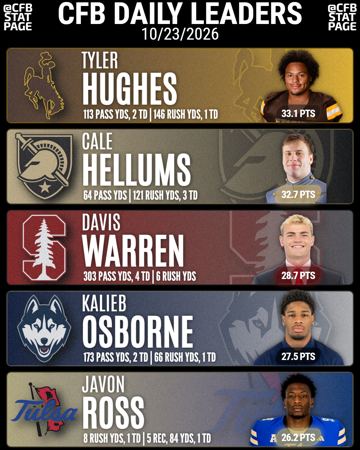 @CFB
STAT
PAGE
CFB DAILY LEADERS
10/23/2026
@CFB
STAT
PAGE
TYLER
HUGHES
113 PASS YDS, 2 TD | 146 RUSH YDS, 1 TD
33.1 PTS
CALE
HELLUMS
64 PASS YDS | 121 RUSH YDS, 3 TD
32.7 PTS
S
DAVIS
WARREN
303 PASS YDS, 4 TD | 6 RUSH YDS
28.7 PTS
KALIEB
OSBORNE
173 PASS YDS, 2 TD | 66 RUSH YDS, 1 TD
27.5 PTS
Tulsa
JAVON
ROSS
8 RUSH YDS, 1 TD | 5 REC, 84 YDS, 1 TD
26.2 PTS